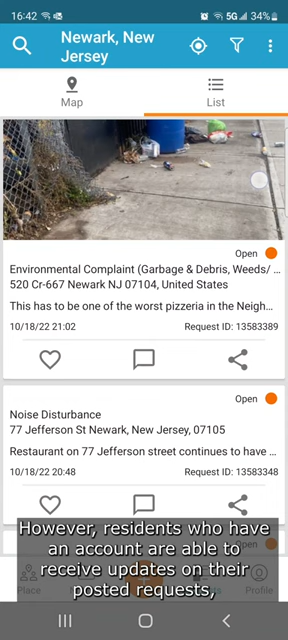 16:42 5G 34%
Newark, New
Jersey
Map List
Open
Environmental Complaint (Garbage & Debris, Weeds/ ...
520 Cr-667 Newark NJ 07104, United States
This has to be one of the worst pizzeria in the Neigh...
10/18/22 21:02 Request ID: 13583389
Open
Noise Disturbance
77 Jefferson St Newark, New Jersey, 07105
Restaurant on 77 Jefferson street continues to have ...
10/18/22 20:48 Request ID: 13583348
Open
However, residents who have
an account are able to
receive updates on their
posted requests,
Places Profile